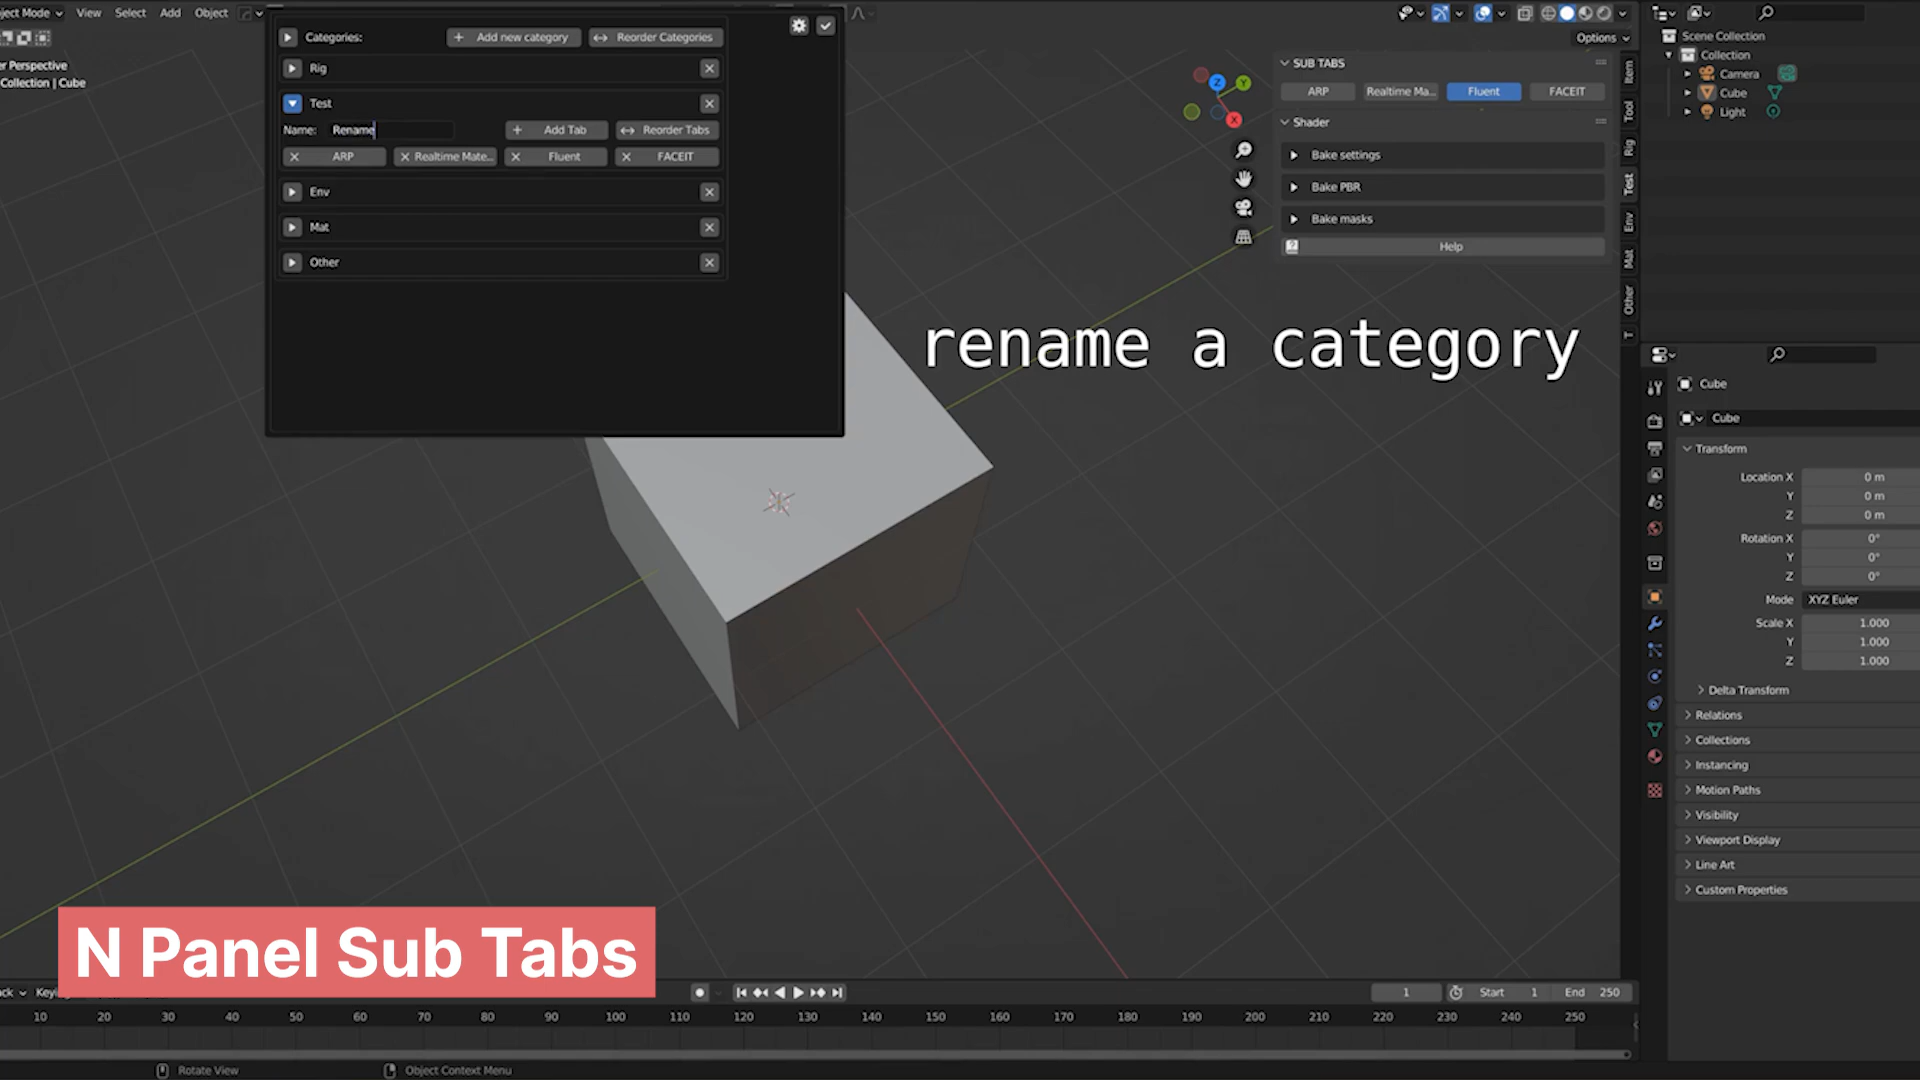 ject Mode View Select Add Object
Options
er Perspective
Collection | Cube
Categories: Add new category Reorder Categories
Rig
Test
Name: Rename Add Tab Reorder Tabs
ARP Realtime Mate... Fluent FACEIT
Env
Mat
Other
SUB TABS
ARP Realtime Ma... Fluent FACEIT
Shader
Bake settings
Bake PBR
Bake masks
Help
Item
Tool
Rig
Test
Env
Mat
Other
T
Z
Y
X
rename a category
Scene Collection
Collection
Camera
Cube
Light
Cube
Cube
Transform
Location X 0 m
Y 0 m
Z 0 m
Rotation X 0°
Y 0°
Z 0°
Mode XYZ Euler
Scale X 1.000
Y 1.000
Z 1.000
Delta Transform
Relations
Collections
Instancing
Motion Paths
Visibility
Viewport Display
Line Art
Custom Properties
N Panel Sub Tabs
1 Start 1 End 250
10 20 30 40 50 60 70 80 90 100 110 120 130 140 150 160 170 180 190 200 210 220 230 240 250
Rotate View Object Context Menu